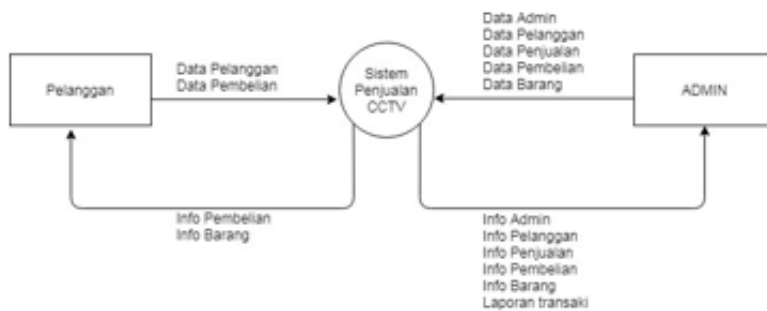 Pelanggan
Data Pelanggan
Data Pembelian
Sistem
Penjualan
CCTV
Data Admin
Data Pelanggan
Data Penjualan
Data Pembelian
Data Barang
ADMIN
Info Pembelian
Info Barang
Info Admin
Info Pelanggan
Info Penjualan
Info Pembelian
Info Barang
Laporan transaki